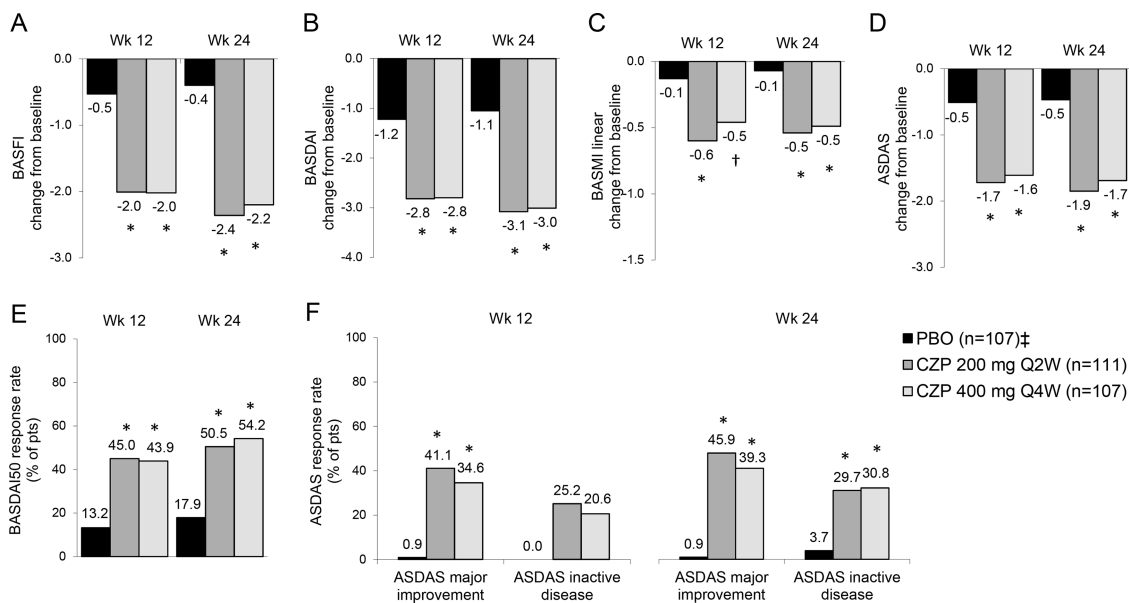 A
Wk 12 Wk 24
0.0
-1.0
-2.0
-3.0
BASFI
change from baseline
-0.5
-2.0
-2.0
-0.4
-2.4
-2.2
* *
* *
B
Wk 12 Wk 24
0.0
-1.0
-2.0
-3.0
-4.0
BASDAI
change from baseline
-1.2
-2.8
-2.8
-1.1
-3.1
-3.0
* *
* *
C
Wk 12 Wk 24
0.0
-0.5
-1.0
-1.5
BASMI linear
change from baseline
-0.1
-0.6
-0.5
-0.1
-0.5
-0.5
* †
* *
D
Wk 12 Wk 24
0.0
-1.0
-2.0
-3.0
ASDAS
change from baseline
-0.5
-1.7
-1.6
-0.5
-1.9
-1.7
* *
* *
E
Wk 12 Wk 24
100
80
60
40
20
0
BASDAI50 response rate
(% of pts)
13.2
* *
45.0 43.9
17.9
* *
50.5 54.2
F
Wk 12 Wk 24
100
80
60
40
20
0
ASDAS response rate
(% of pts)
0.9
* *
41.1 34.6
0.0
25.2 20.6
0.9
* *
45.9 39.3
3.7
* *
29.7 30.8
ASDAS major
improvement
ASDAS inactive
disease
ASDAS major
improvement
ASDAS inactive
disease
PBO (n=107)‡
CZP 200 mg Q2W (n=111)
CZP 400 mg Q4W (n=107)